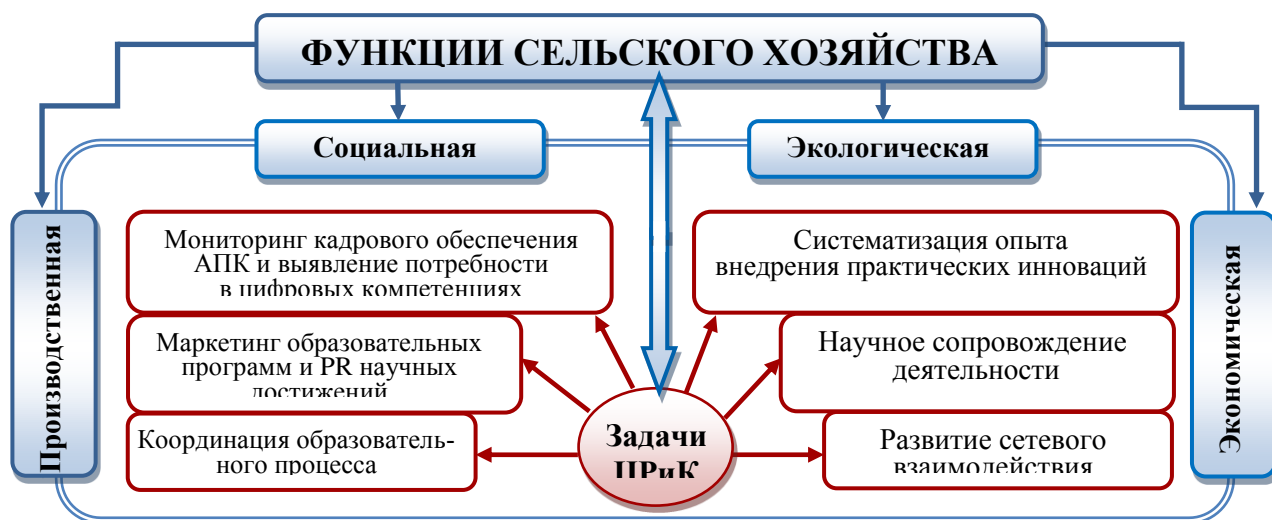 ФУНКЦИИ СЕЛЬСКОГО ХОЗЯЙСТВА
Социальная
Экологическая
Производственная
Мониторинг кадрового обеспечения
АПК и выявление потребности
в цифровых компетенциях
Систематизация опыта
внедрения практических инноваций
Экономическая
Маркетинг образовательных
программ и PR научных
достижений
Научное сопровождение
деятельности
Координация образователь-
ного процесса
Задачи
ЦРиК
Развитие сетевого
взаимодействия